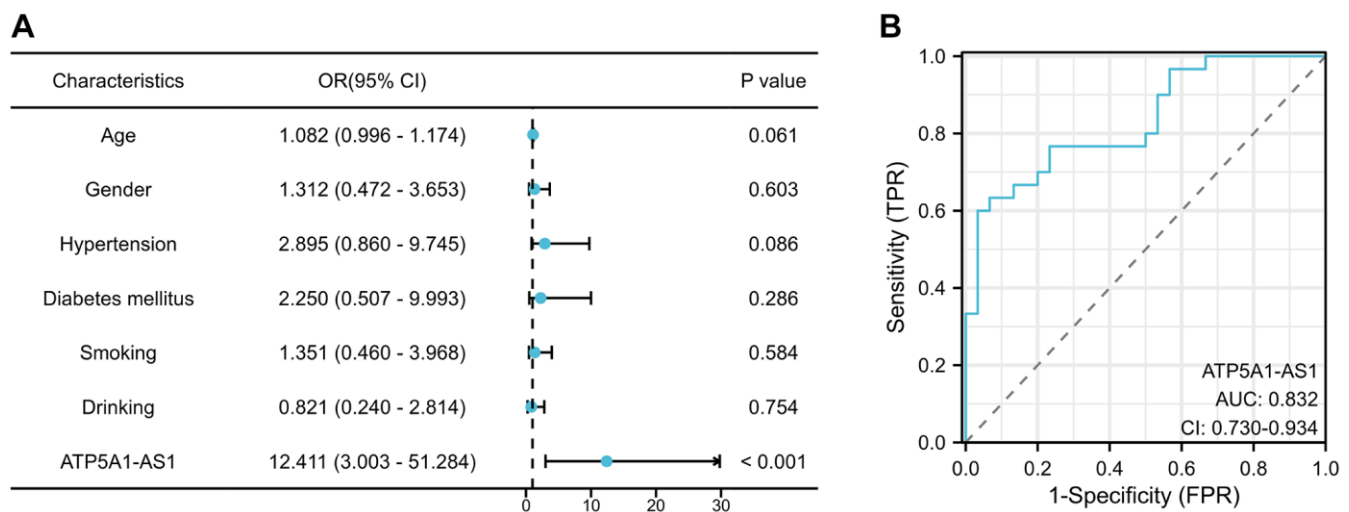 A
Characteristics OR(95% CI) P value
Age 1.082 (0.996 - 1.174) 0.061
Gender 1.312 (0.472 - 3.653) 0.603
Hypertension 2.895 (0.860 - 9.745) 0.086
Diabetes mellitus 2.250 (0.507 - 9.993) 0.286
Smoking 1.351 (0.460 - 3.968) 0.584
Drinking 0.821 (0.240 - 2.814) 0.754
ATP5A1-AS1 12.411 (3.003 - 51.284) < 0.001
0 10 20 30
B
Sensitivity (TPR)
1.0
0.8
0.6
0.4
0.2
0.0
ATP5A1-AS1
AUC: 0.832
CI: 0.730-0.934
0.0 0.2 0.4 0.6 0.8 1.0
1-Specificity (FPR)